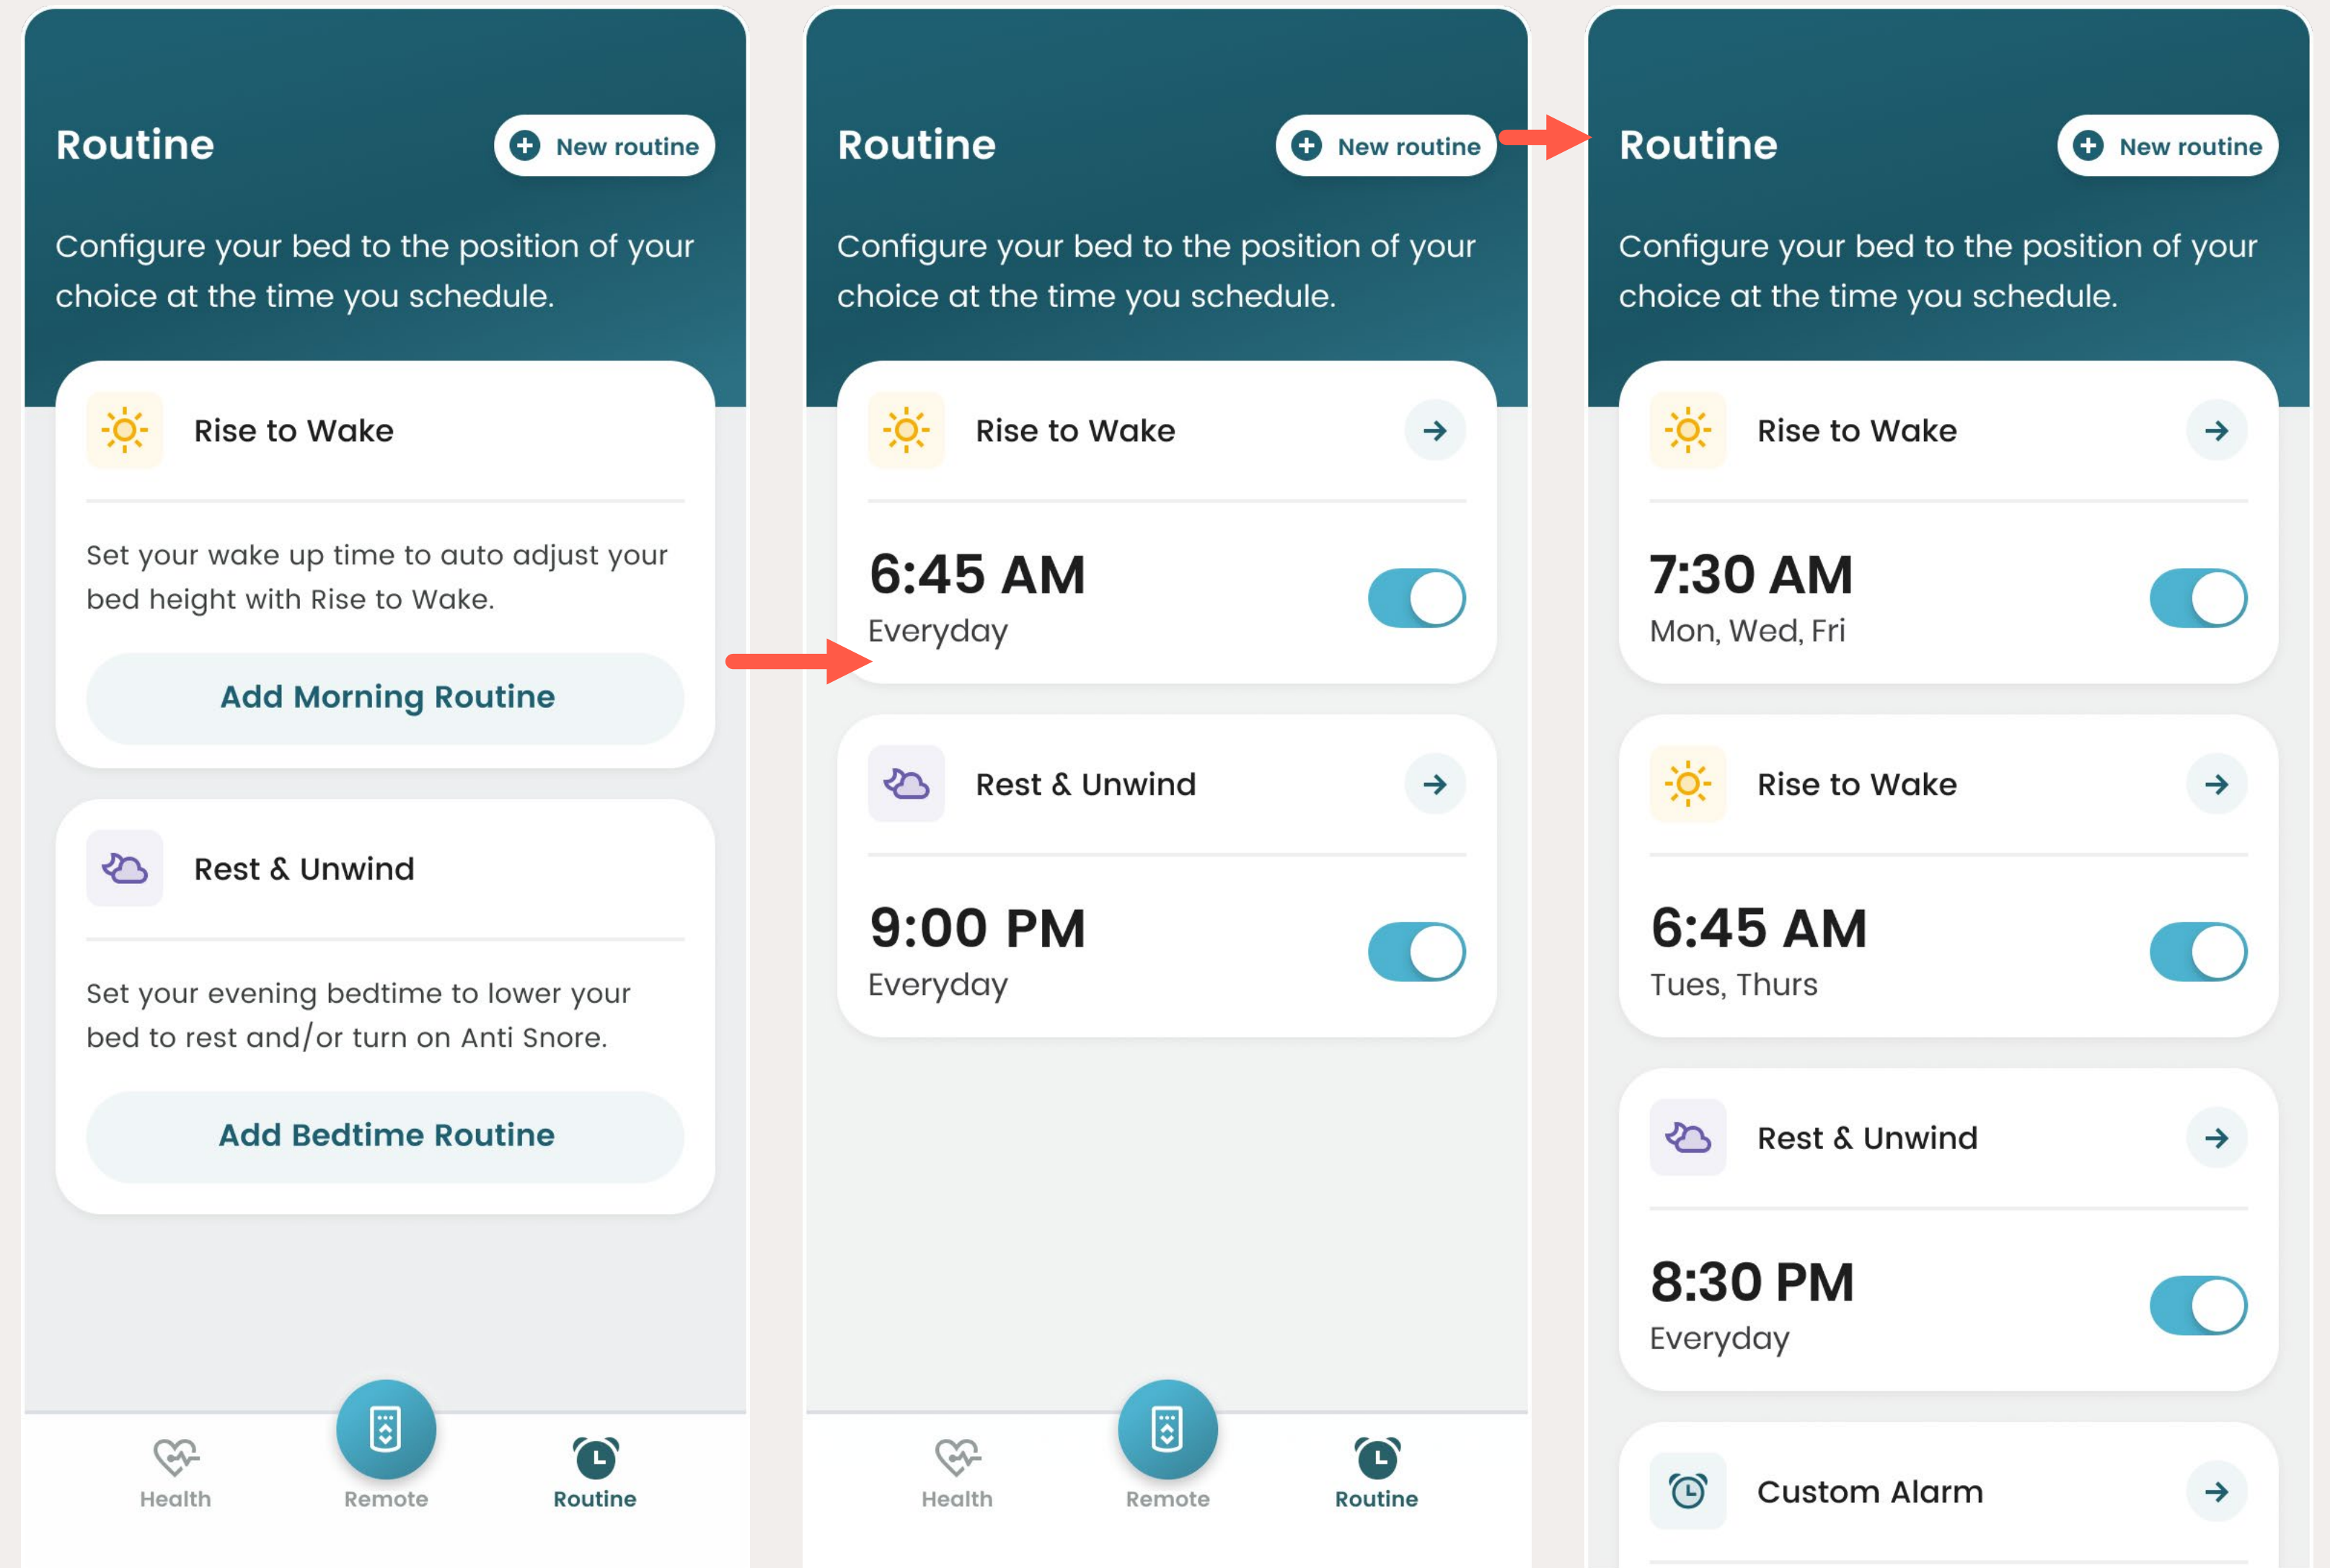 Routine
New routine
Configure your bed to the position of your
choice at the time you schedule.
Rise to Wake
Set your wake up time to auto adjust your
bed height with Rise to Wake.
Add Morning Routine
Rest & Unwind
Set your evening bedtime to lower your
bed to rest and/or turn on Anti Snore.
Add Bedtime Routine
Health
Remote
Routine
Routine
New routine
Configure your bed to the position of your
choice at the time you schedule.
Rise to Wake
6:45 AM
Everyday
Rest & Unwind
9:00 PM
Everyday
Health
Remote
Routine
Routine
New routine
Configure your bed to the position of your
choice at the time you schedule.
Rise to Wake
7:30 AM
Mon, Wed, Fri
Rise to Wake
6:45 AM
Tues, Thurs
Rest & Unwind
8:30 PM
Everyday
Custom Alarm